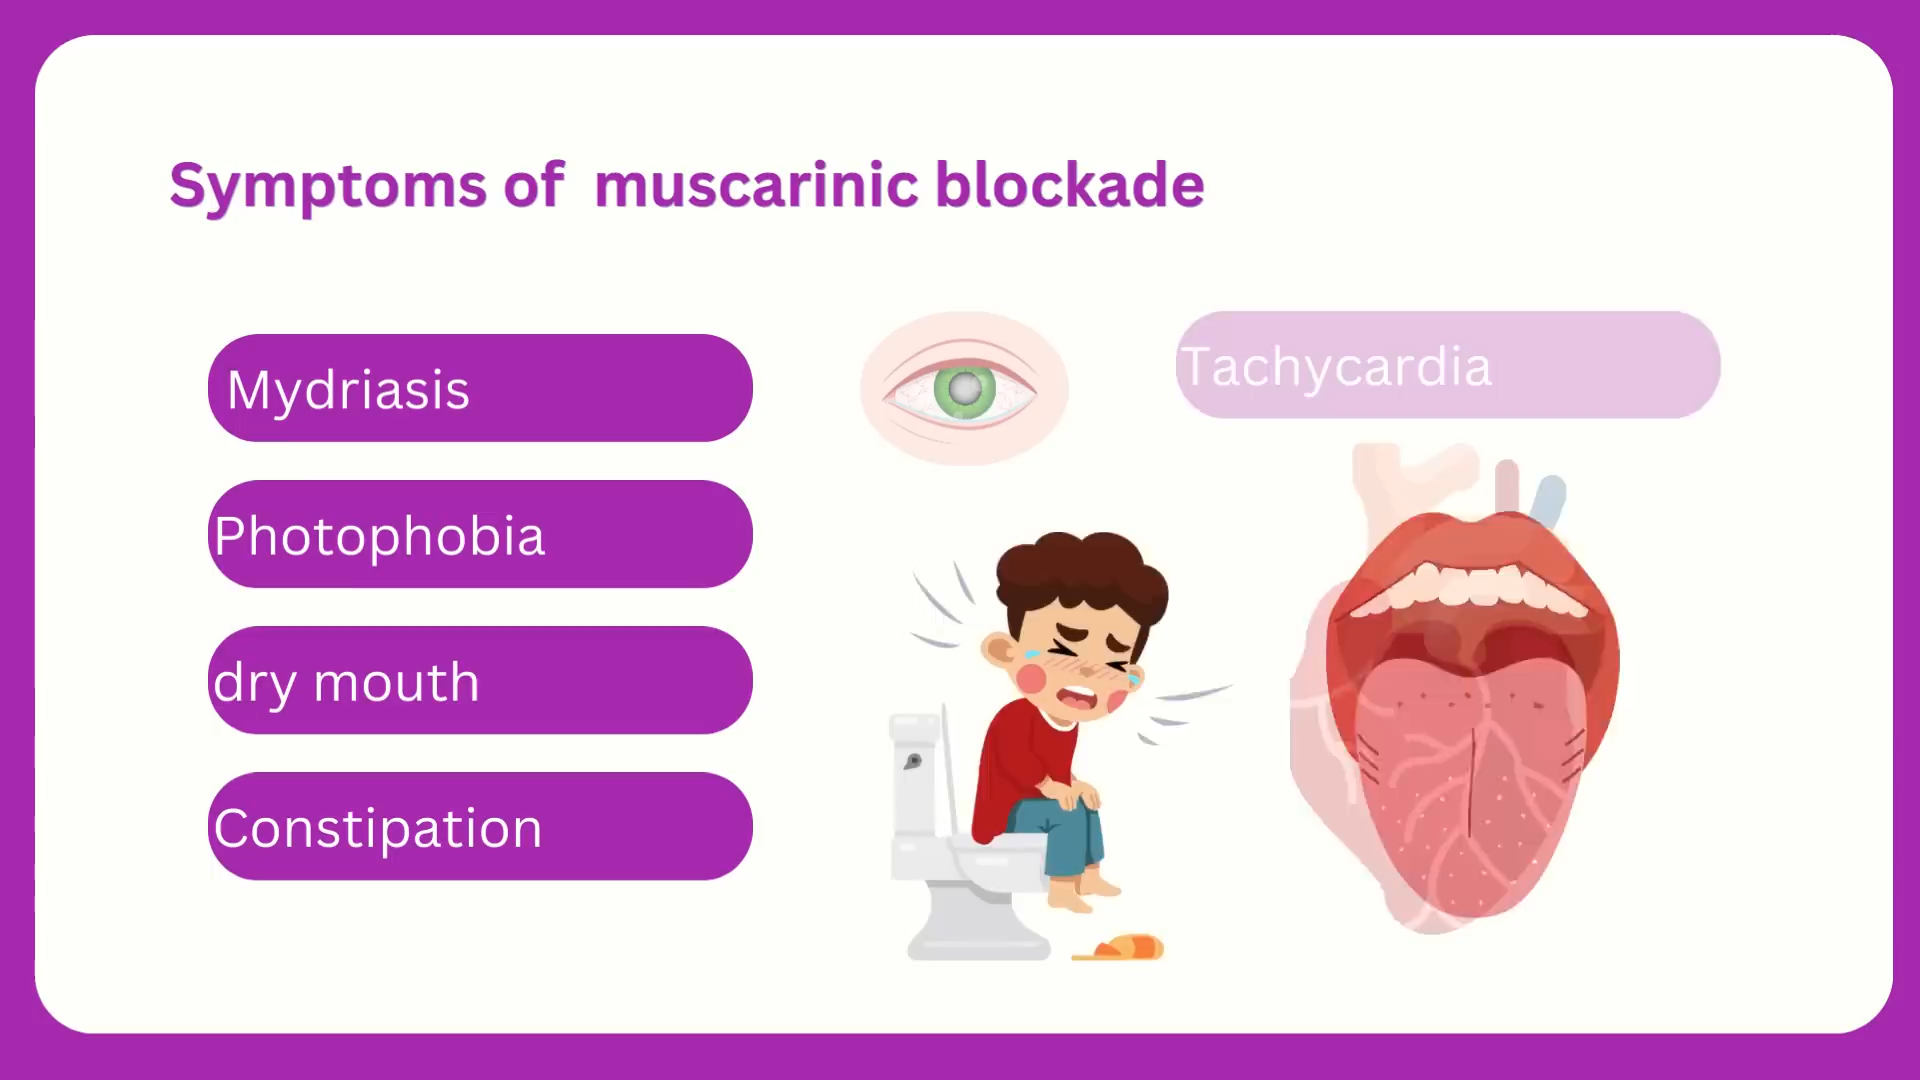 Symptoms of muscarinic blockade
Mydriasis
Photophobia
dry mouth
Constipation
Tachycardia